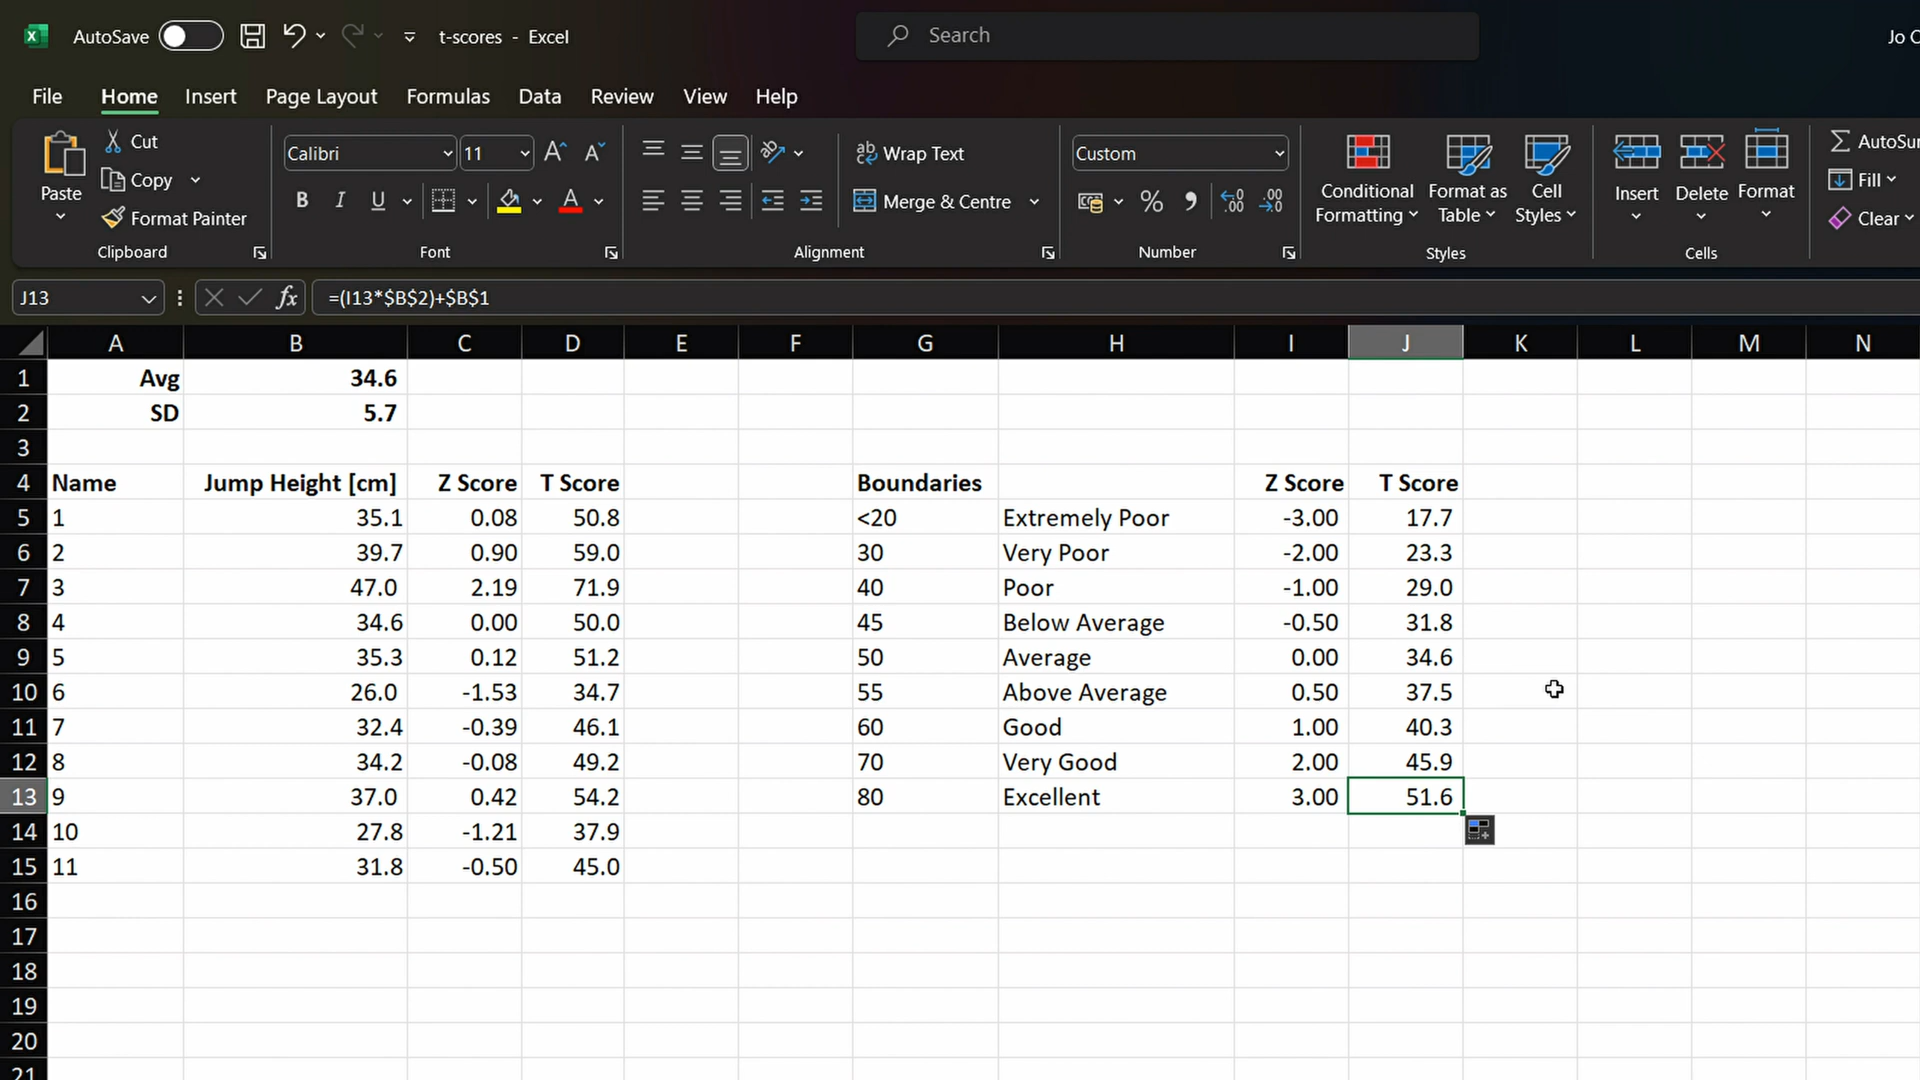 AutoSave t-scores - Excel Search Jo
File Home Insert Page Layout Formulas Data Review View Help
Paste Cut Copy Format Painter Clipboard
Calibri 11 B I U A Font
Wrap Text Merge & Centre Alignment
Custom % Number
Conditional Formatting Format as Table Cell Styles Styles
Insert Delete Format Cells
AutoSu Fill Clear
J13 fx =(I13*$B$2)+$B$1
A B C D E F G H I J K L M N
1 Avg 34.6
2 SD 5.7
3
4 Name Jump Height [cm] Z Score T Score Boundaries Z Score T Score
5 1 35.1 0.08 50.8 <20 Extremely Poor -3.00 17.7
6 2 39.7 0.90 59.0 30 Very Poor -2.00 23.3
7 3 47.0 2.19 71.9 40 Poor -1.00 29.0
8 4 34.6 0.00 50.0 45 Below Average -0.50 31.8
9 5 35.3 0.12 51.2 50 Average 0.00 34.6
10 6 26.0 -1.53 34.7 55 Above Average 0.50 37.5
11 7 32.4 -0.39 46.1 60 Good 1.00 40.3
12 8 34.2 -0.08 49.2 70 Very Good 2.00 45.9
13 9 37.0 0.42 54.2 80 Excellent 3.00 51.6
14 10 27.8 -1.21 37.9
15 11 31.8 -0.50 45.0
16
17
18
19
20
21